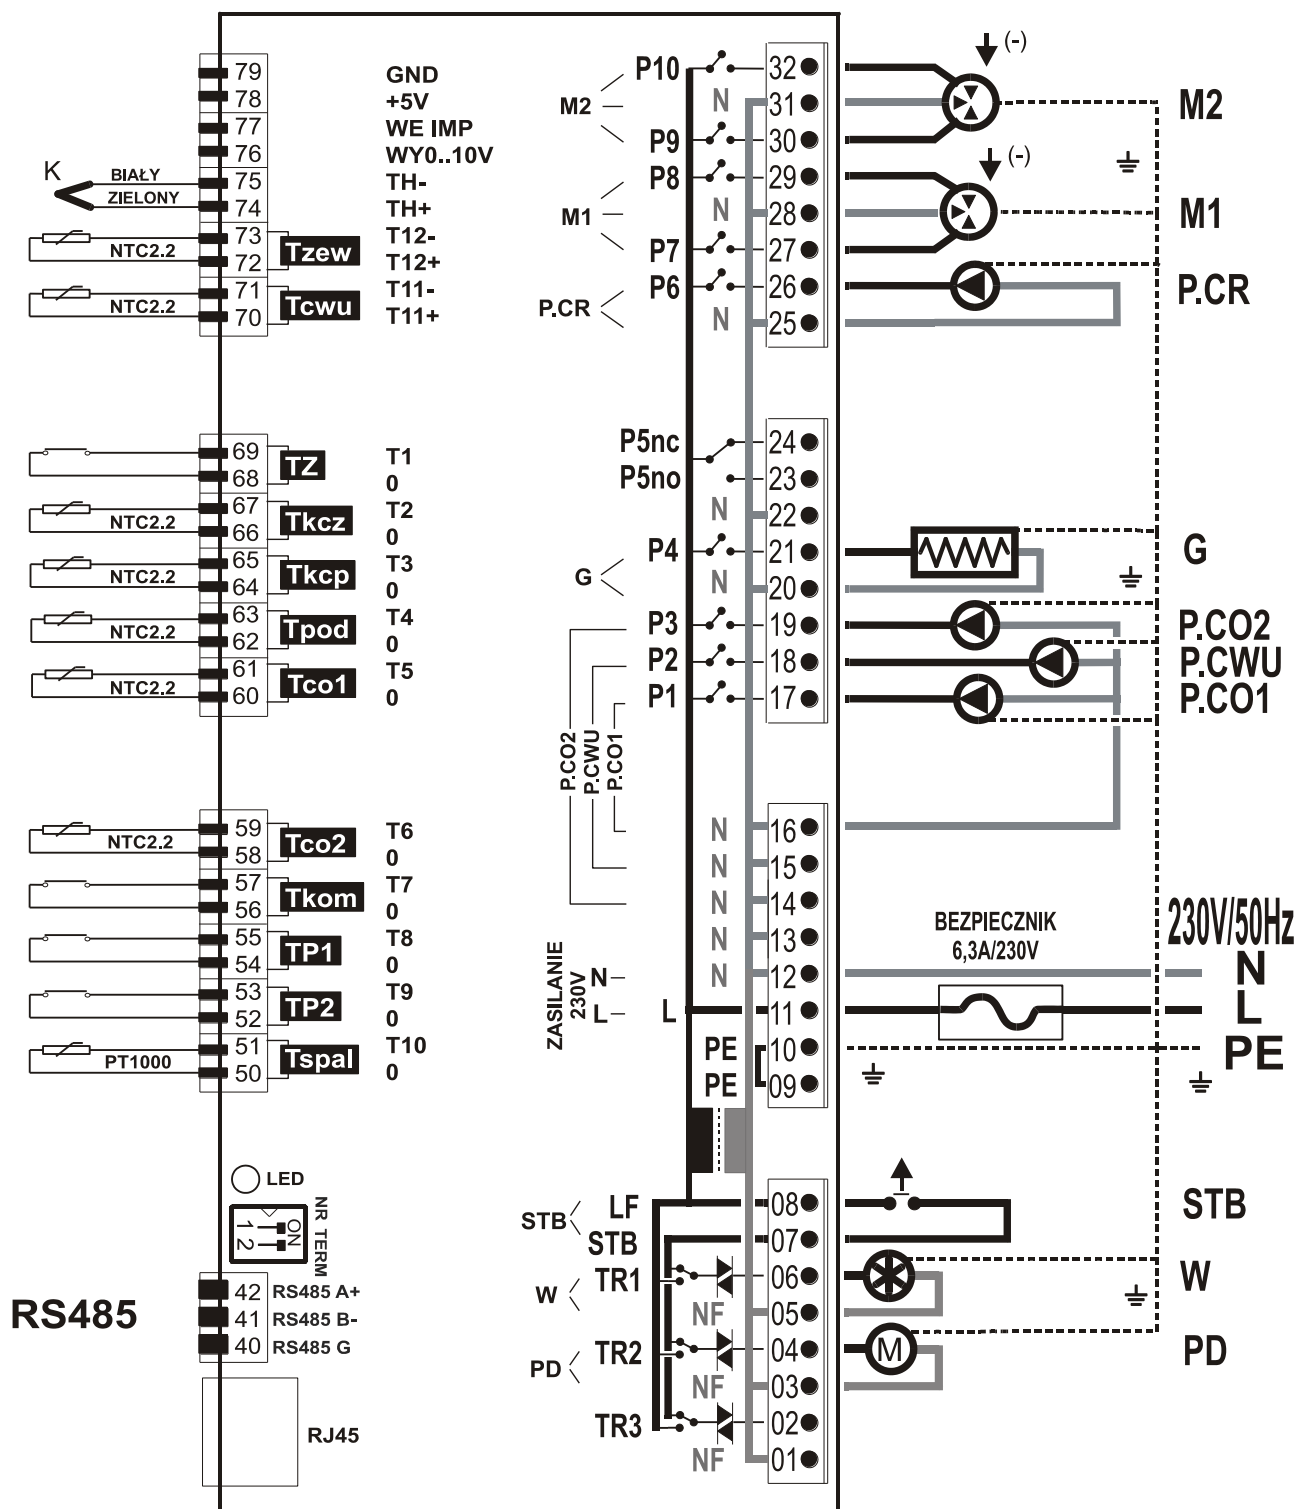 79 GND
78 +5V
77 WE IMP
76 WY0..10V
K BIAŁY 75 TH-
ZIELONY 74 TH+
73 T12-
NTC2.2 Tzew
72 T12+
71 T11-
NTC2.2 Tcwu
70 T11+
69 T1
TZ
68 0
67 T2
NTC2.2 Tkcz
66 0
65 T3
NTC2.2 Tkcp
64 0
63 T4
NTC2.2 Tpod
62 0
61 T5
NTC2.2 Tco1
60 0
59 T6
NTC2.2 Tco2
58 0
57 T7
Tkom
56 0
55 T8
TP1
54 0
53 T9
TP2
52 0
51 T10
PT1000 Tspal
50 0
LED
1 2 ON
NR TERM
RS485
42 RS485 A+
41 RS485 B-
40 RS485 G
RJ45
P10 32 (-)
M2 N 31 M2
P9 30
P8 29 (-)
M1 N 28 M1
P7 27
P6 26 P.CR
P.CR
N 25
P5nc 24
P5no 23
N 22
P4 21 G
G
N 20
P3 19 P.CO2
P2 18 P.CWU
P1 17 P.CO1
P.CO2
P.CWU
P.CO1
N 16
N 15
N 14
N 13
BEZPIECZNIK
6,3A/230V
230V/50Hz
ZASILANIE
230V
N N 12 N
L L 11 L
PE 10 PE
PE 09
LF 08 STB
STB
STB 07
TR1 06 W
W
NF 05
TR2 04 M PD
PD
NF 03
TR3 02
NF 01